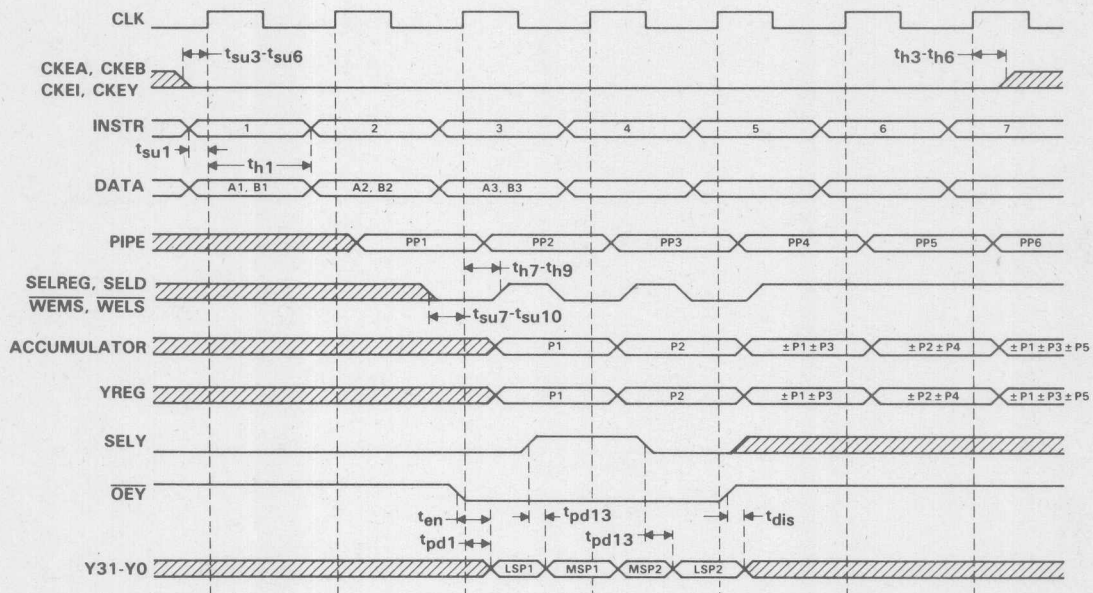 CLK
tsu3-tsu6
th3-th6
CKEA, CKEB
CKEI, CKEY
INSTR 1 2 3 4 5 6 7
tsu1
th1
DATA A1, B1 A2, B2 A3, B3
PIPE PP1 PP2 PP3 PP4 PP5 PP6
th7-th9
SELREG, SELD
WEMS, WELS
tsu7-tsu10
ACCUMULATOR P1 P2 ±P1±P3 ±P2±P4 ±P1±P3±P5
YREG P1 P2 ±P1±P3 ±P2±P4 ±P1±P3±P5
SELY
OEY
ten tpd13 tdis
tpd1 tpd13
Y31-Y0 LSP1 MSP1 MSP2 LSP2